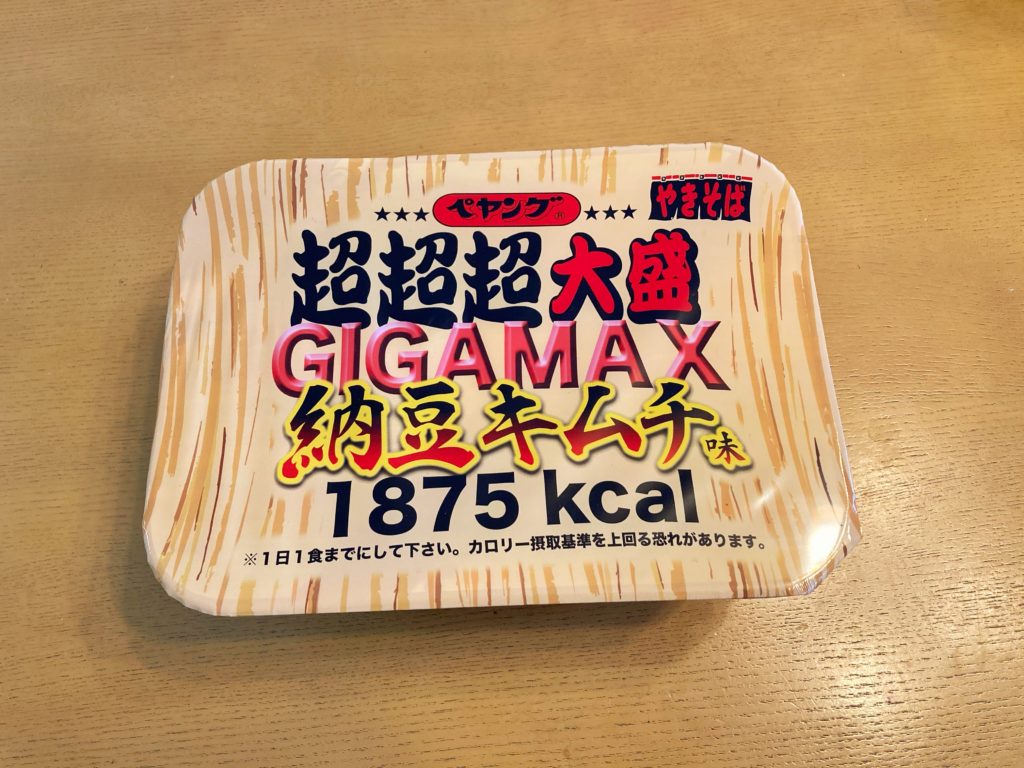 ★★★ペヤング®★★★
やきそば
超超超大盛
GIGAMAX
納豆キムチ味
1875kcal
※1日1食までにして下さい。カロリー摂取基準を上回る恐れがあります。